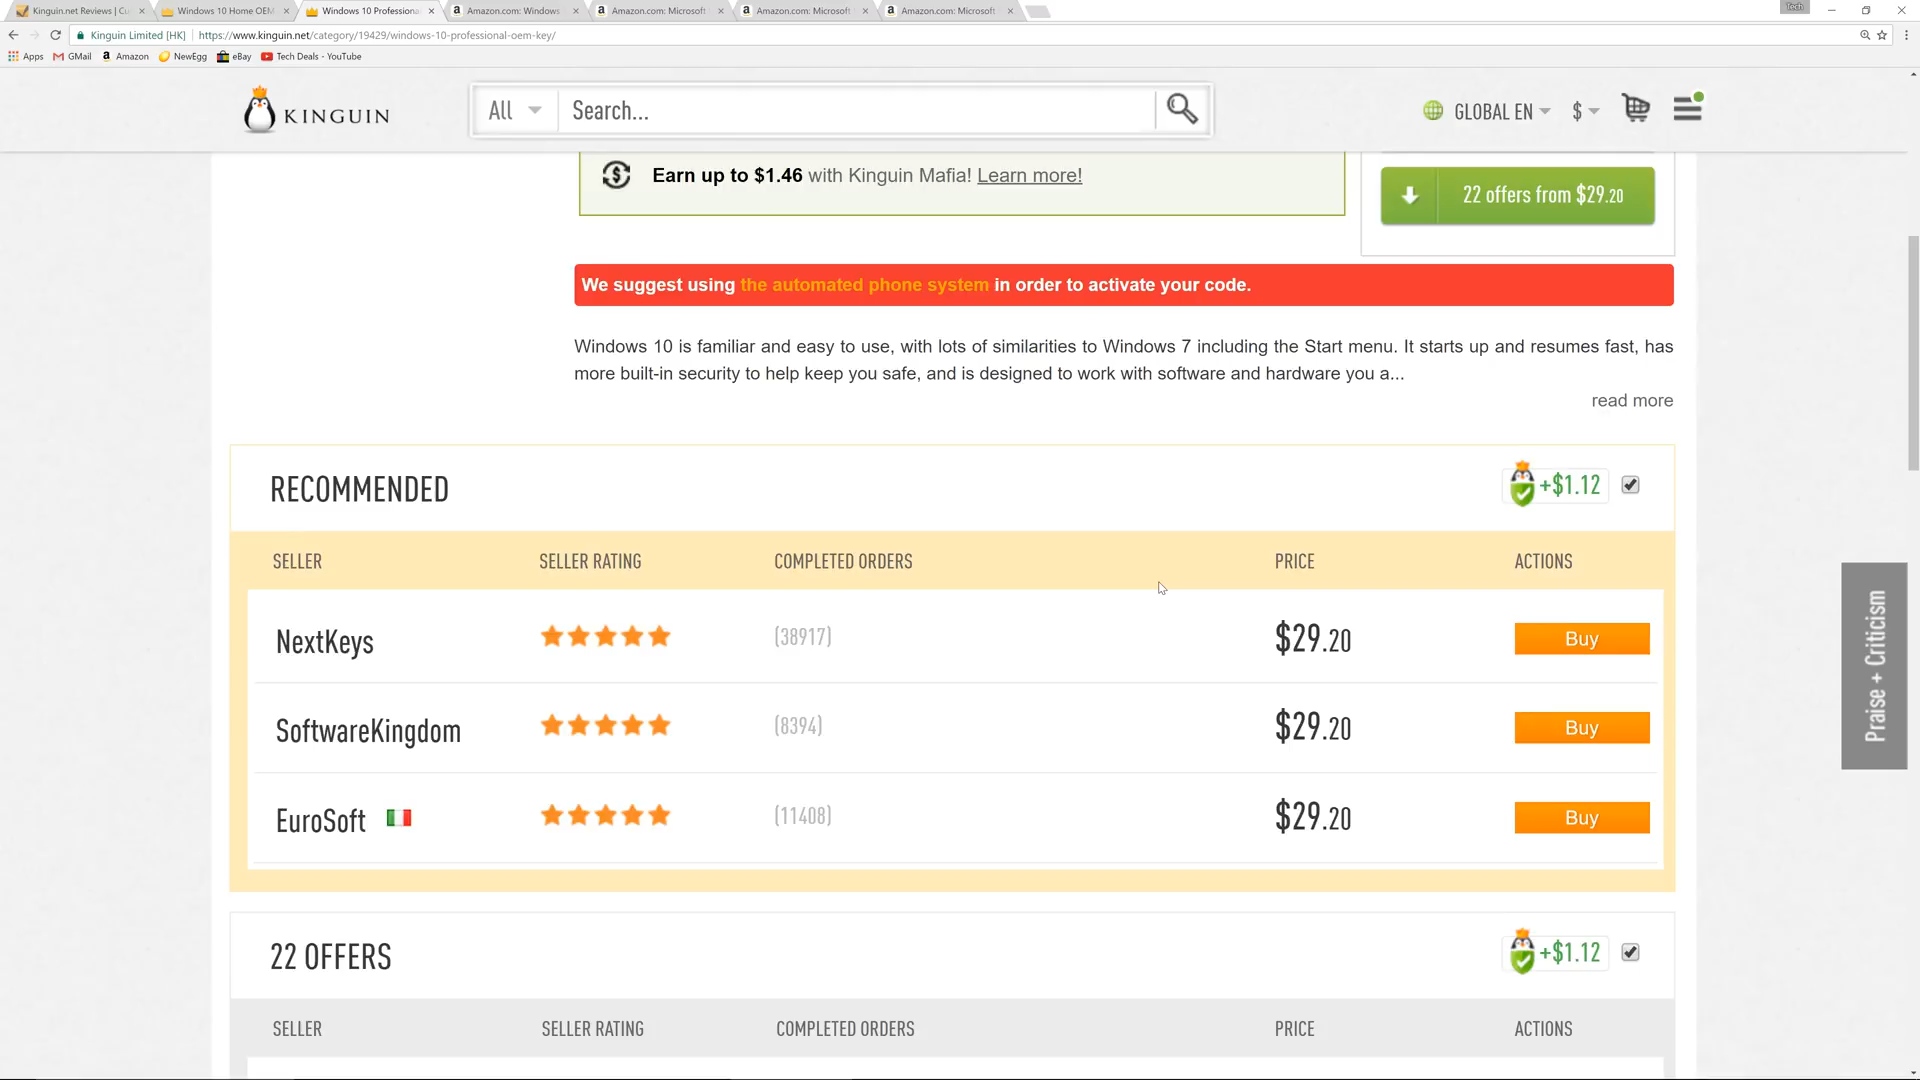 Kinguin.net Reviews | Cu
Windows 10 Home OEM
Windows 10 Professiona
Amazon.com: Windows
Amazon.com: Microsoft
Amazon.com: Microsoft
Amazon.com: Microsoft
Tech
Kinguin Limited [HK]
https://www.kinguin.net/category/19429/windows-10-professional-oem-key/
Apps
GMail
Amazon
NewEgg
eBay
Tech Deals - YouTube
KINGUIN
All
Search...
GLOBAL EN
$
Earn up to $1.46 with Kinguin Mafia! Learn more!
22 offers from $29.20
We suggest using the automated phone system in order to activate your code.
Windows 10 is familiar and easy to use, with lots of similarities to Windows 7 including the Start menu. It starts up and resumes fast, has
more built-in security to help keep you safe, and is designed to work with software and hardware you a...
read more
RECOMMENDED
+$1.12
SELLER SELLER RATING COMPLETED ORDERS PRICE ACTIONS
NextKeys (38917) $29.20 Buy
SoftwareKingdom (8394) $29.20 Buy
EuroSoft (11408) $29.20 Buy
Praise + Criticism
22 OFFERS
+$1.12
SELLER SELLER RATING COMPLETED ORDERS PRICE ACTIONS